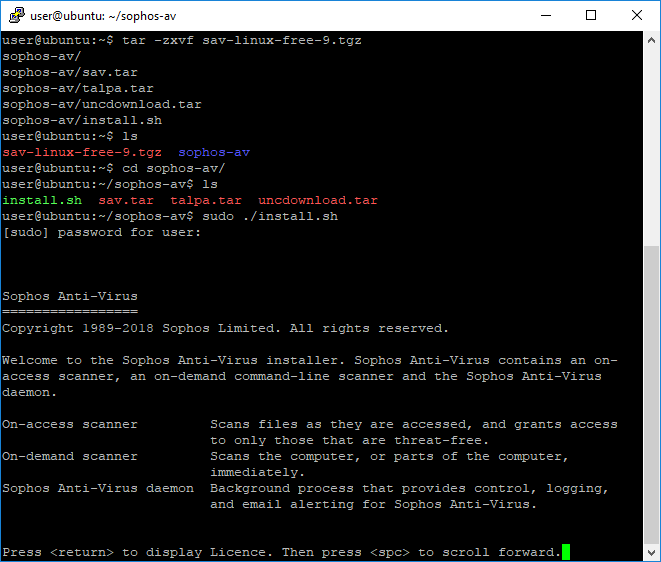 user@ubuntu: ~/sophos-av
user@ubuntu:~$ tar -zxvf sav-linux-free-9.tgz
sophos-av/
sophos-av/sav.tar
sophos-av/talpa.tar
sophos-av/uncdownload.tar
sophos-av/install.sh
user@ubuntu:~$ ls
sav-linux-free-9.tgz  sophos-av
user@ubuntu:~$ cd sophos-av/
user@ubuntu:~/sophos-av$ ls
install.sh  sav.tar  talpa.tar  uncdownload.tar
user@ubuntu:~/sophos-av$ sudo ./install.sh
[sudo] password for user:
Sophos Anti-Virus
=================
Copyright 1989-2018 Sophos Limited. All rights reserved.
Welcome to the Sophos Anti-Virus installer. Sophos Anti-Virus contains an on-
access scanner, an on-demand command-line scanner and the Sophos Anti-Virus
daemon.
On-access scanner         Scans files as they are accessed, and grants access
                          to only those that are threat-free.
On-demand scanner         Scans the computer, or parts of the computer,
                          immediately.
Sophos Anti-Virus daemon  Background process that provides control, logging,
                          and email alerting for Sophos Anti-Virus.
Press <return> to display Licence. Then press <spc> to scroll forward.